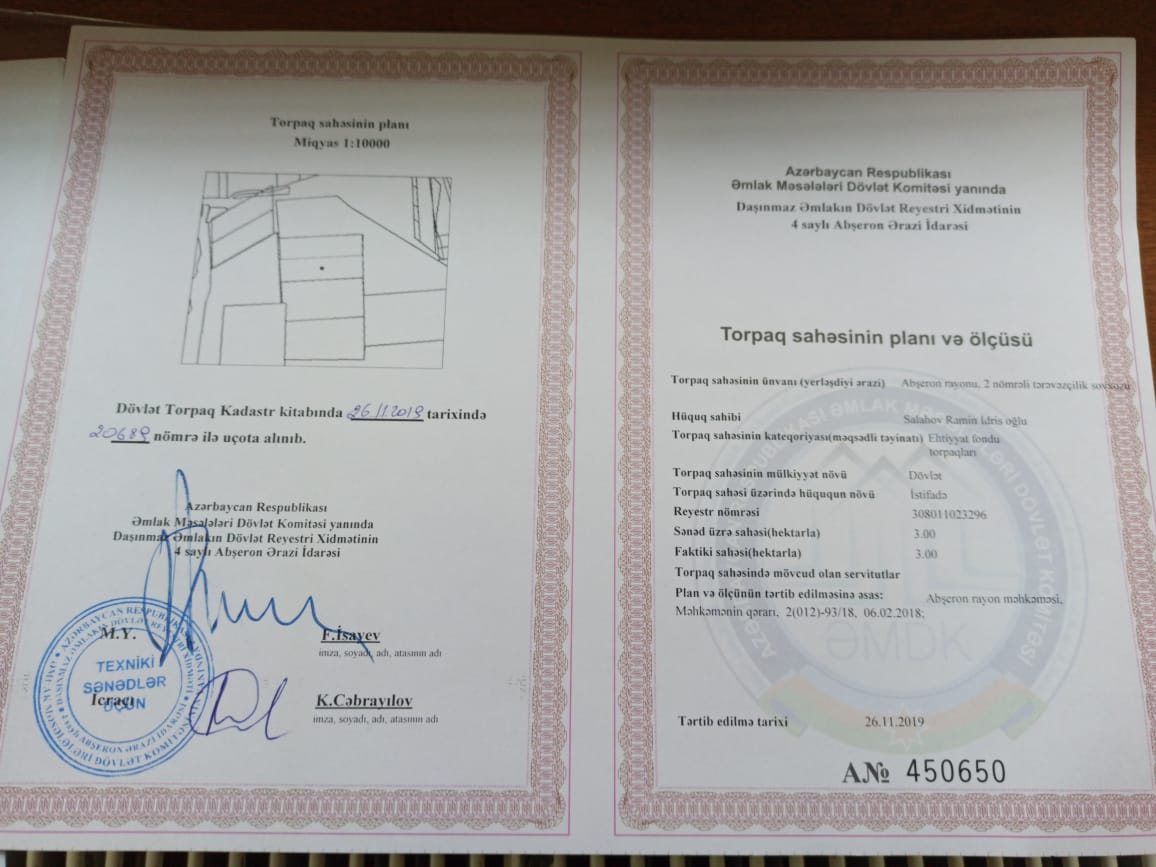 Torpaq sahəsinin planı
Miqyas 1:10000
Dövlət Torpaq Kadastr kitabında 26.11.2019 tarixində
20689 nömrə ilə uçota alınıb.
Azərbaycan Respublikası
Əmlak Məsələləri Dövlət Komitəsi yanında
Daşınmaz Əmlakın Dövlət Reyestri Xidmətinin
4 saylı Abşeron Ərazi İdarəsi
M.Y.
F.İsayev
imza, soyadı, adı, atasının adı
TEXNİKİ
SƏNƏDLƏR
ÜÇÜN
İcraçı
K.Cəbrayılov
imza, soyadı, adı, atasının adı
Azərbaycan Respublikası
Əmlak Məsələləri Dövlət Komitəsi yanında
Daşınmaz Əmlakın Dövlət Reyestri Xidmətinin
4 saylı Abşeron Ərazi İdarəsi
Torpaq sahəsinin planı və ölçüsü
Torpaq sahəsinin ünvanı (yerləşdiyi ərazi) Abşeron rayonu, 2 nömrəli tərəvəzçilik sovxozu
Hüquq sahibi Salahov Ramin İdris oğlu
Torpaq sahəsinin kateqoriyası(məqsədli təyinatı) Ehtiyyat fondu
torpaqları
Torpaq sahəsinin mülkiyyət növü Dövlət
Torpaq sahəsi üzərində hüququn növü İstifadə
Reyestr nömrəsi 308011023296
Sənəd üzrə sahəsi(hektarla) 3.00
Faktiki sahəsi(hektarla) 3.00
Torpaq sahəsində mövcud olan servitutlar
Plan və ölçünün tərtib edilməsinə əsas: Abşeron rayon məhkəməsi,
Məhkəmənin qərarı, 2(012)-93/18, 06.02.2018;
ƏMDK
Tərtib edilmə tarixi 26.11.2019
A.№ 450650